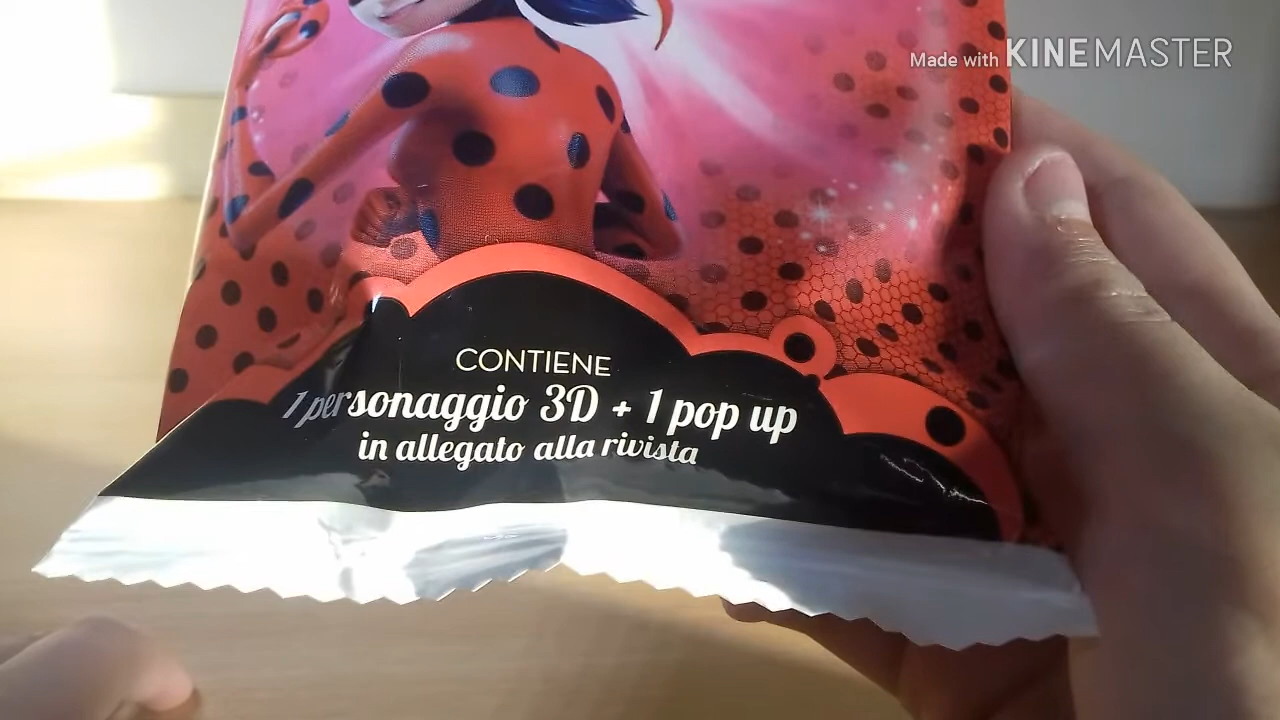 Made with KINEMASTER
CONTIENE
1 personaggio 3D + 1 pop up
in allegato alla rivista